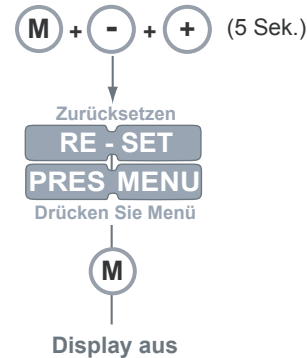 M + - + + (5 Sek.)
Zurücksetzen
RE - SET
PRES MENU
Drücken Sie Menü
M
Display aus